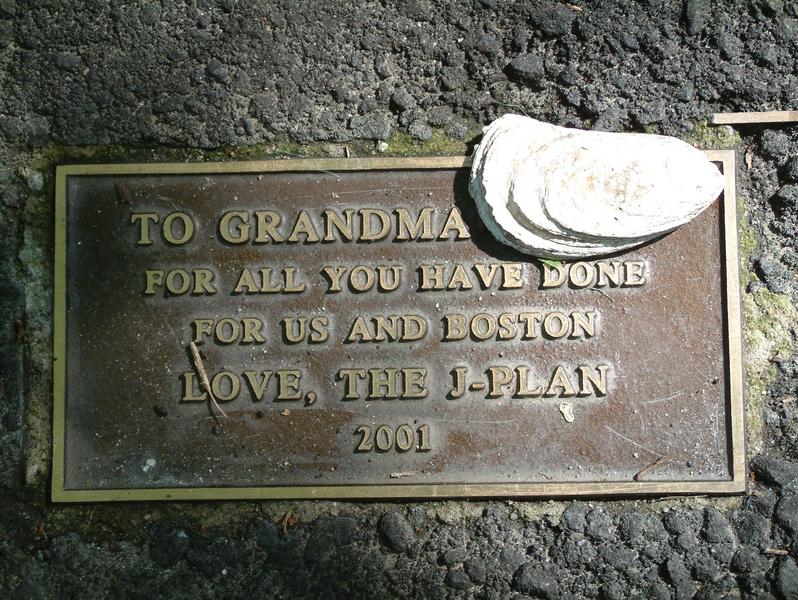 TO GRANDMA
FOR ALL YOU HAVE DONE
FOR US AND BOSTON
LOVE, THE J-PLAN
2001